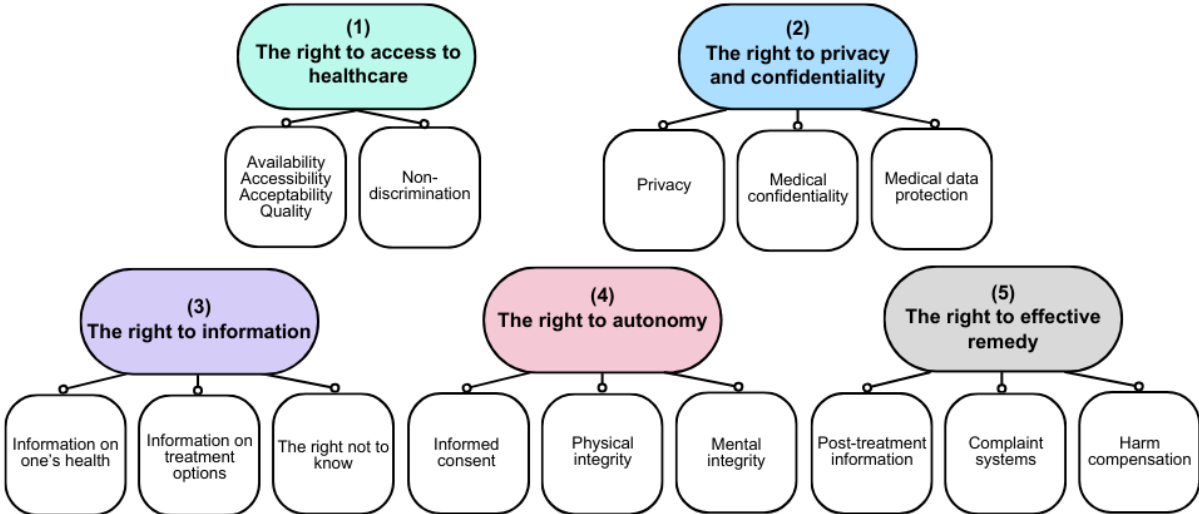 (1)
The right to access to
healthcare
Availability
Accessibility
Acceptability
Quality
Non-
discrimination
(2)
The right to privacy
and confidentiality
Privacy
Medical
confidentiality
Medical data
protection
(3)
The right to information
Information on
one's health
Information on
treatment
options
The right not to
know
(4)
The right to autonomy
Informed
consent
Physical
integrity
Mental
integrity
(5)
The right to effective
remedy
Post-treatment
information
Complaint
systems
Harm
compensation